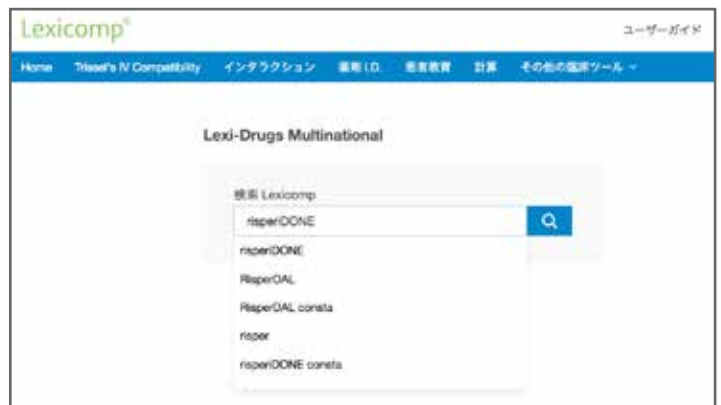 Lexicomp®
ユーザーガイド
Home Trissel's IV Compatibility インタラクション 薬剤 I.D. 患者教育 計算 その他の臨床ツール
Lexi-Drugs Multinational
検索 Lexicomp
risperiDONE
risperiDONE
RisperDAL
RisperDAL consta
risper
risperiDONE consta